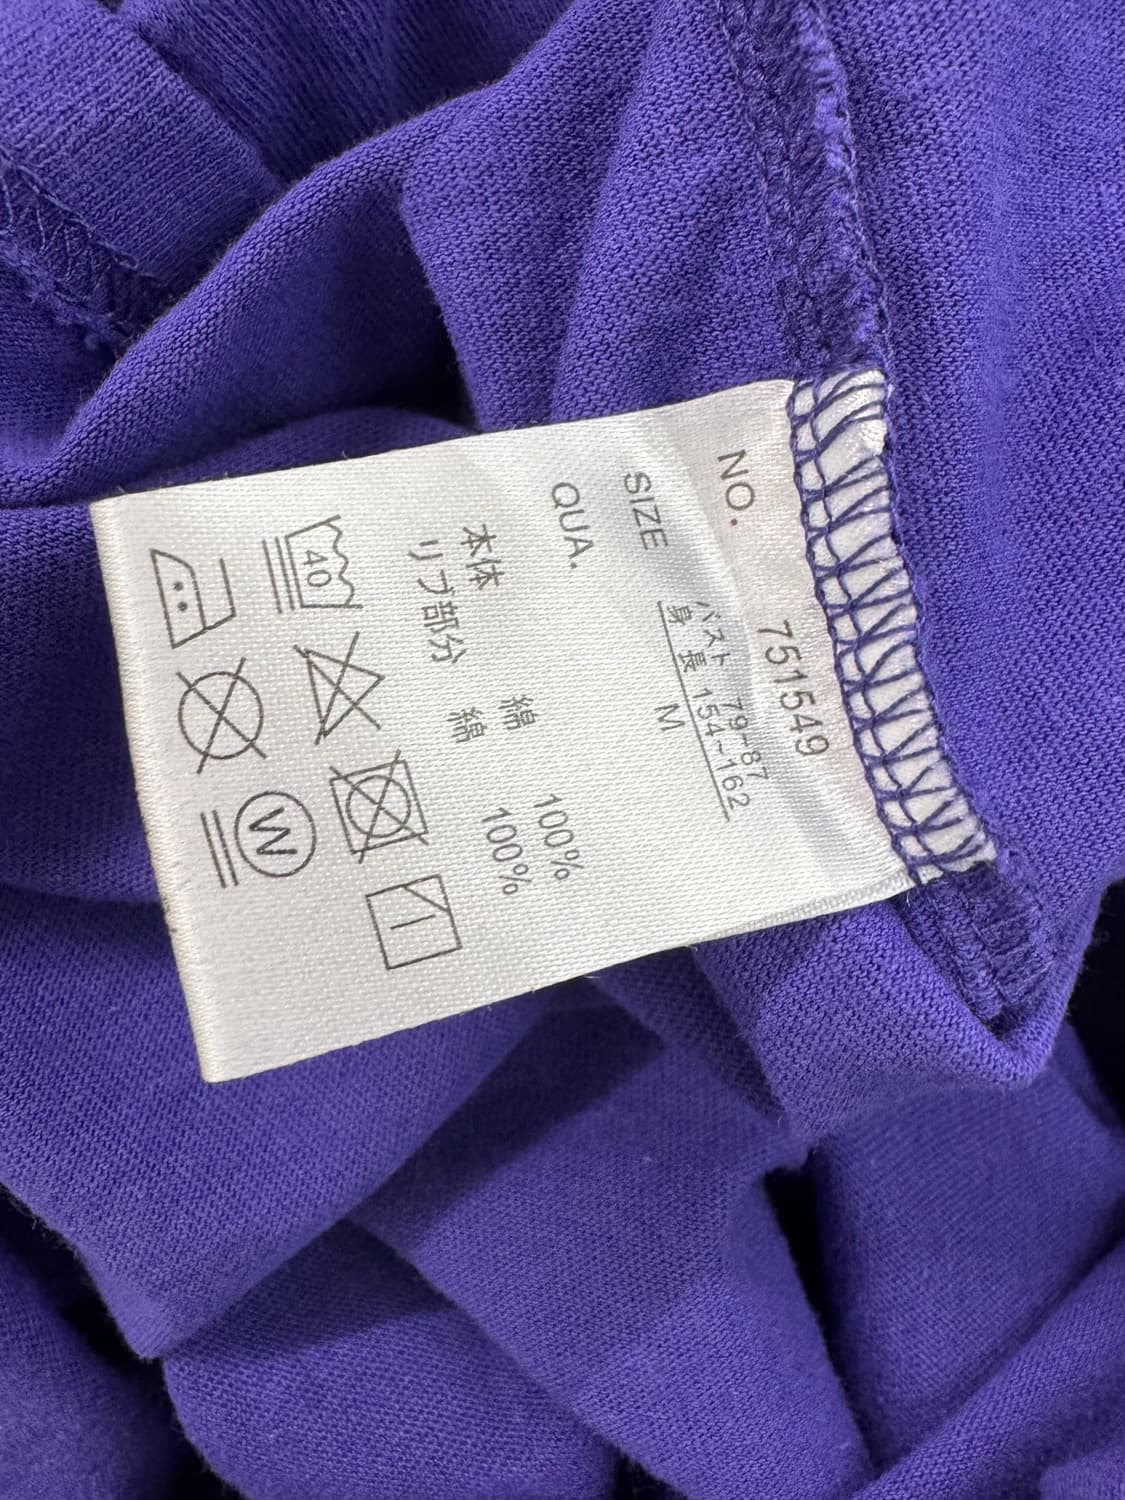 NO. 751549
SIZE バスト 79-87
身長 154-162
M
QUA.
本体 綿 100%
リブ部分 綿 100%
40
W